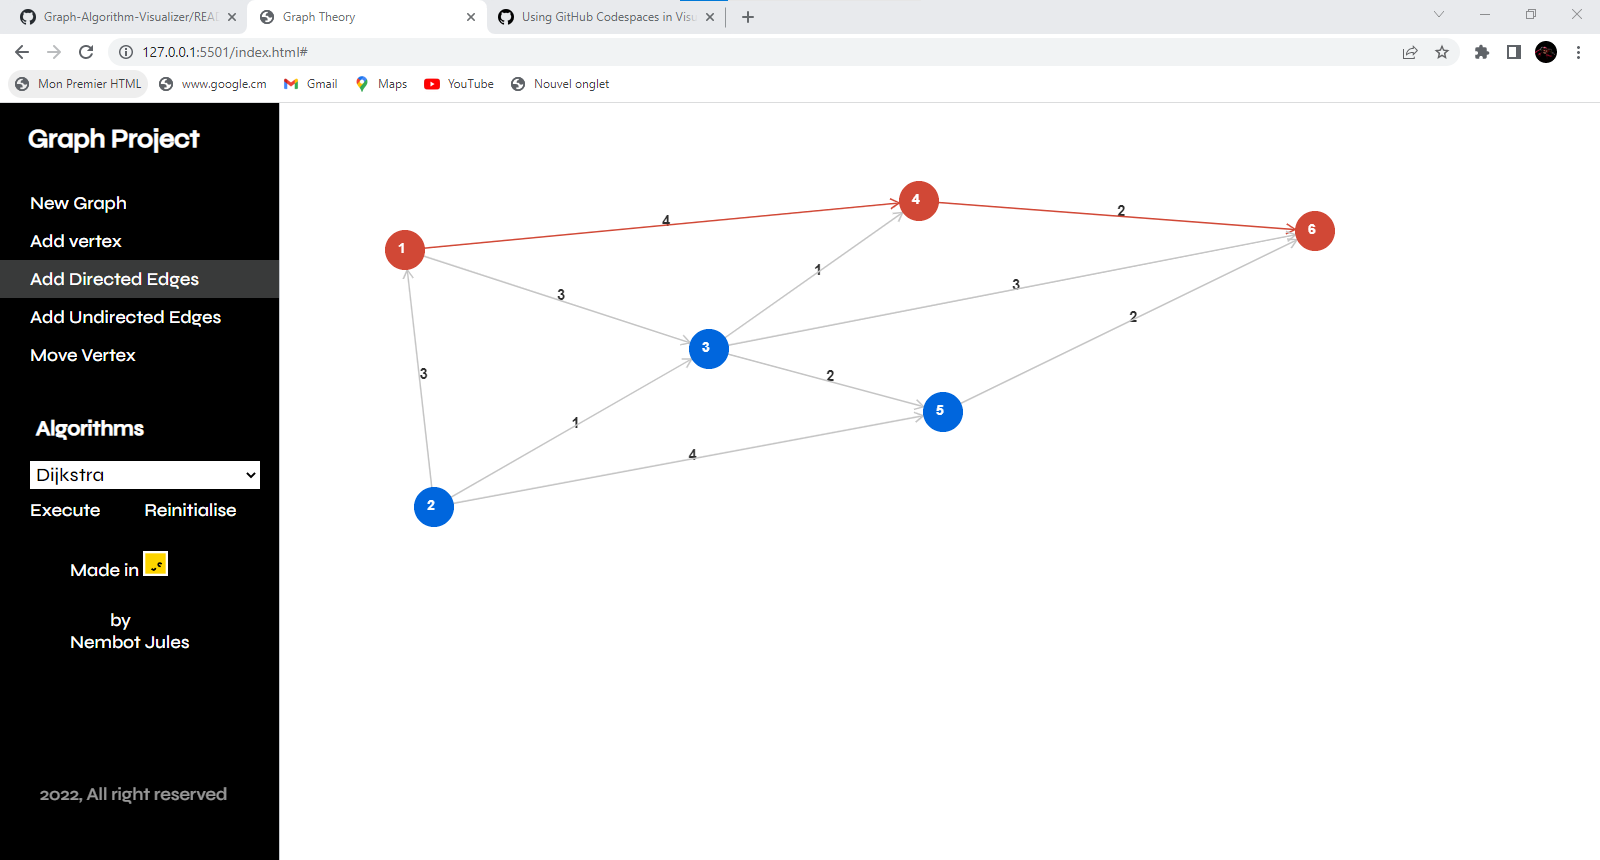 Graph-Algorithm-Visualizer/READ
Graph Theory
Using GitHub Codespaces in Visu
127.0.0.1:5501/index.html#
Mon Premier HTML
www.google.cm
Gmail
Maps
YouTube
Nouvel onglet
Graph Project
New Graph
Add vertex
Add Directed Edges
Add Undirected Edges
Move Vertex
Algorithms
Dijkstra
Execute Reinitialise
Made in
by
Nembot Jules
2022, All right reserved
4
2
4
6
1
1
3
3
3
2
3
2
3
5
1
4
2